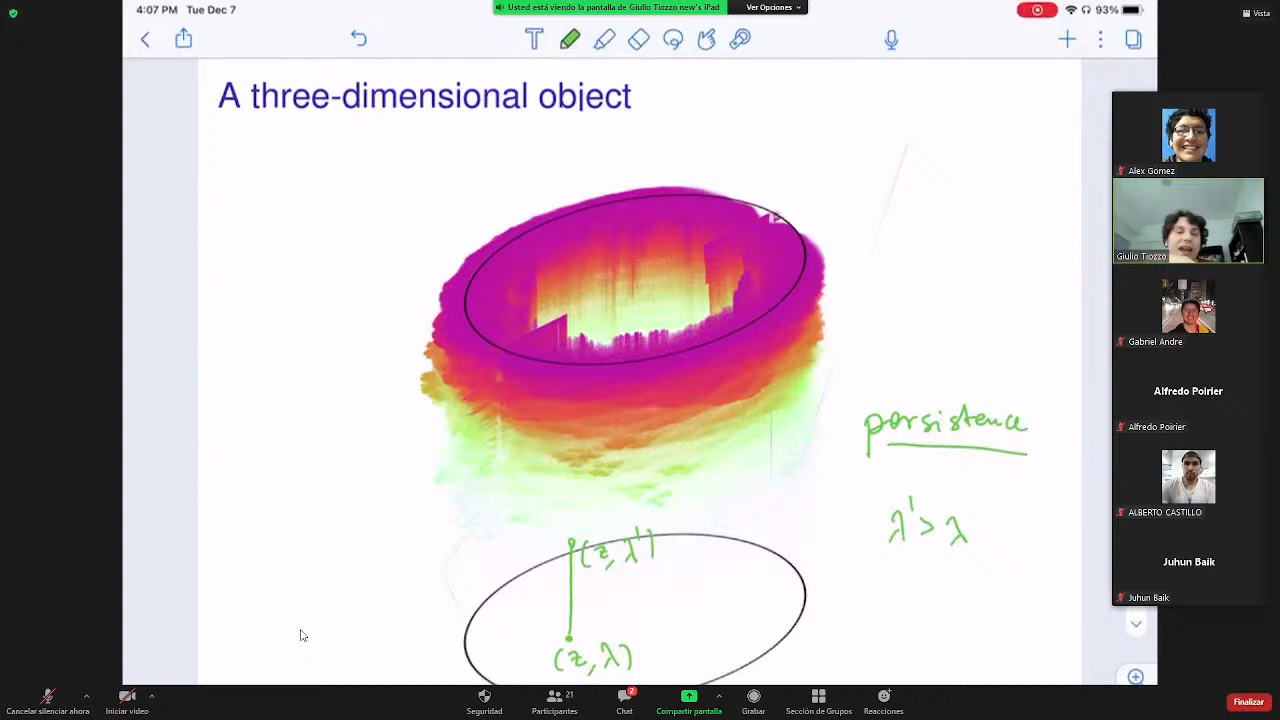 4:07 PM Tue Dec 7
Usted está viendo la pantalla de Giulio Tiozzo new's iPad
Ver Opciones
93%
Vista
A three-dimensional object
persistence
λ' > λ
(z, λ')
(z, λ)
Alex Gomez
Giulio Tiozzo
Gabriel Andre
Alfredo Poirier
Alfredo Poirier
ALBERTO CASTILLO
Juhun Baik
Juhun Baik
Cancelar silenciar ahora
Iniciar video
Seguridad
21
Participantes
2
Chat
Compartir pantalla
Grabar
Sección de Grupos
Reacciones
Finalizar